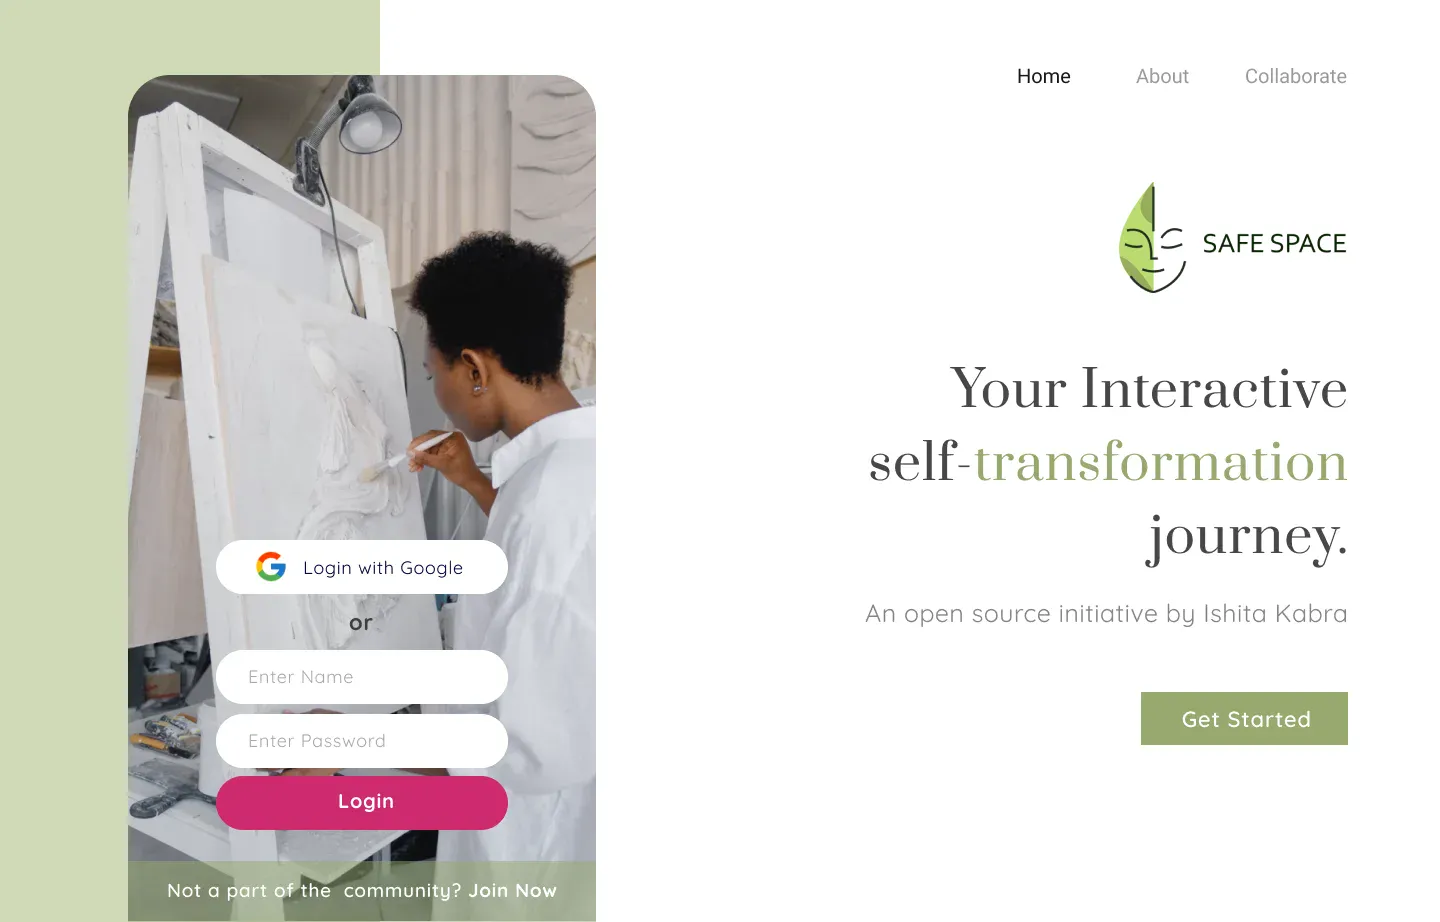 Home
About
Collaborate
SAFE SPACE
Your Interactive
self-transformation
journey.
An open source initiative by Ishita Kabra
Get Started
Login with Google
or
Enter Name
Enter Password
Login
Not a part of the community? Join Now